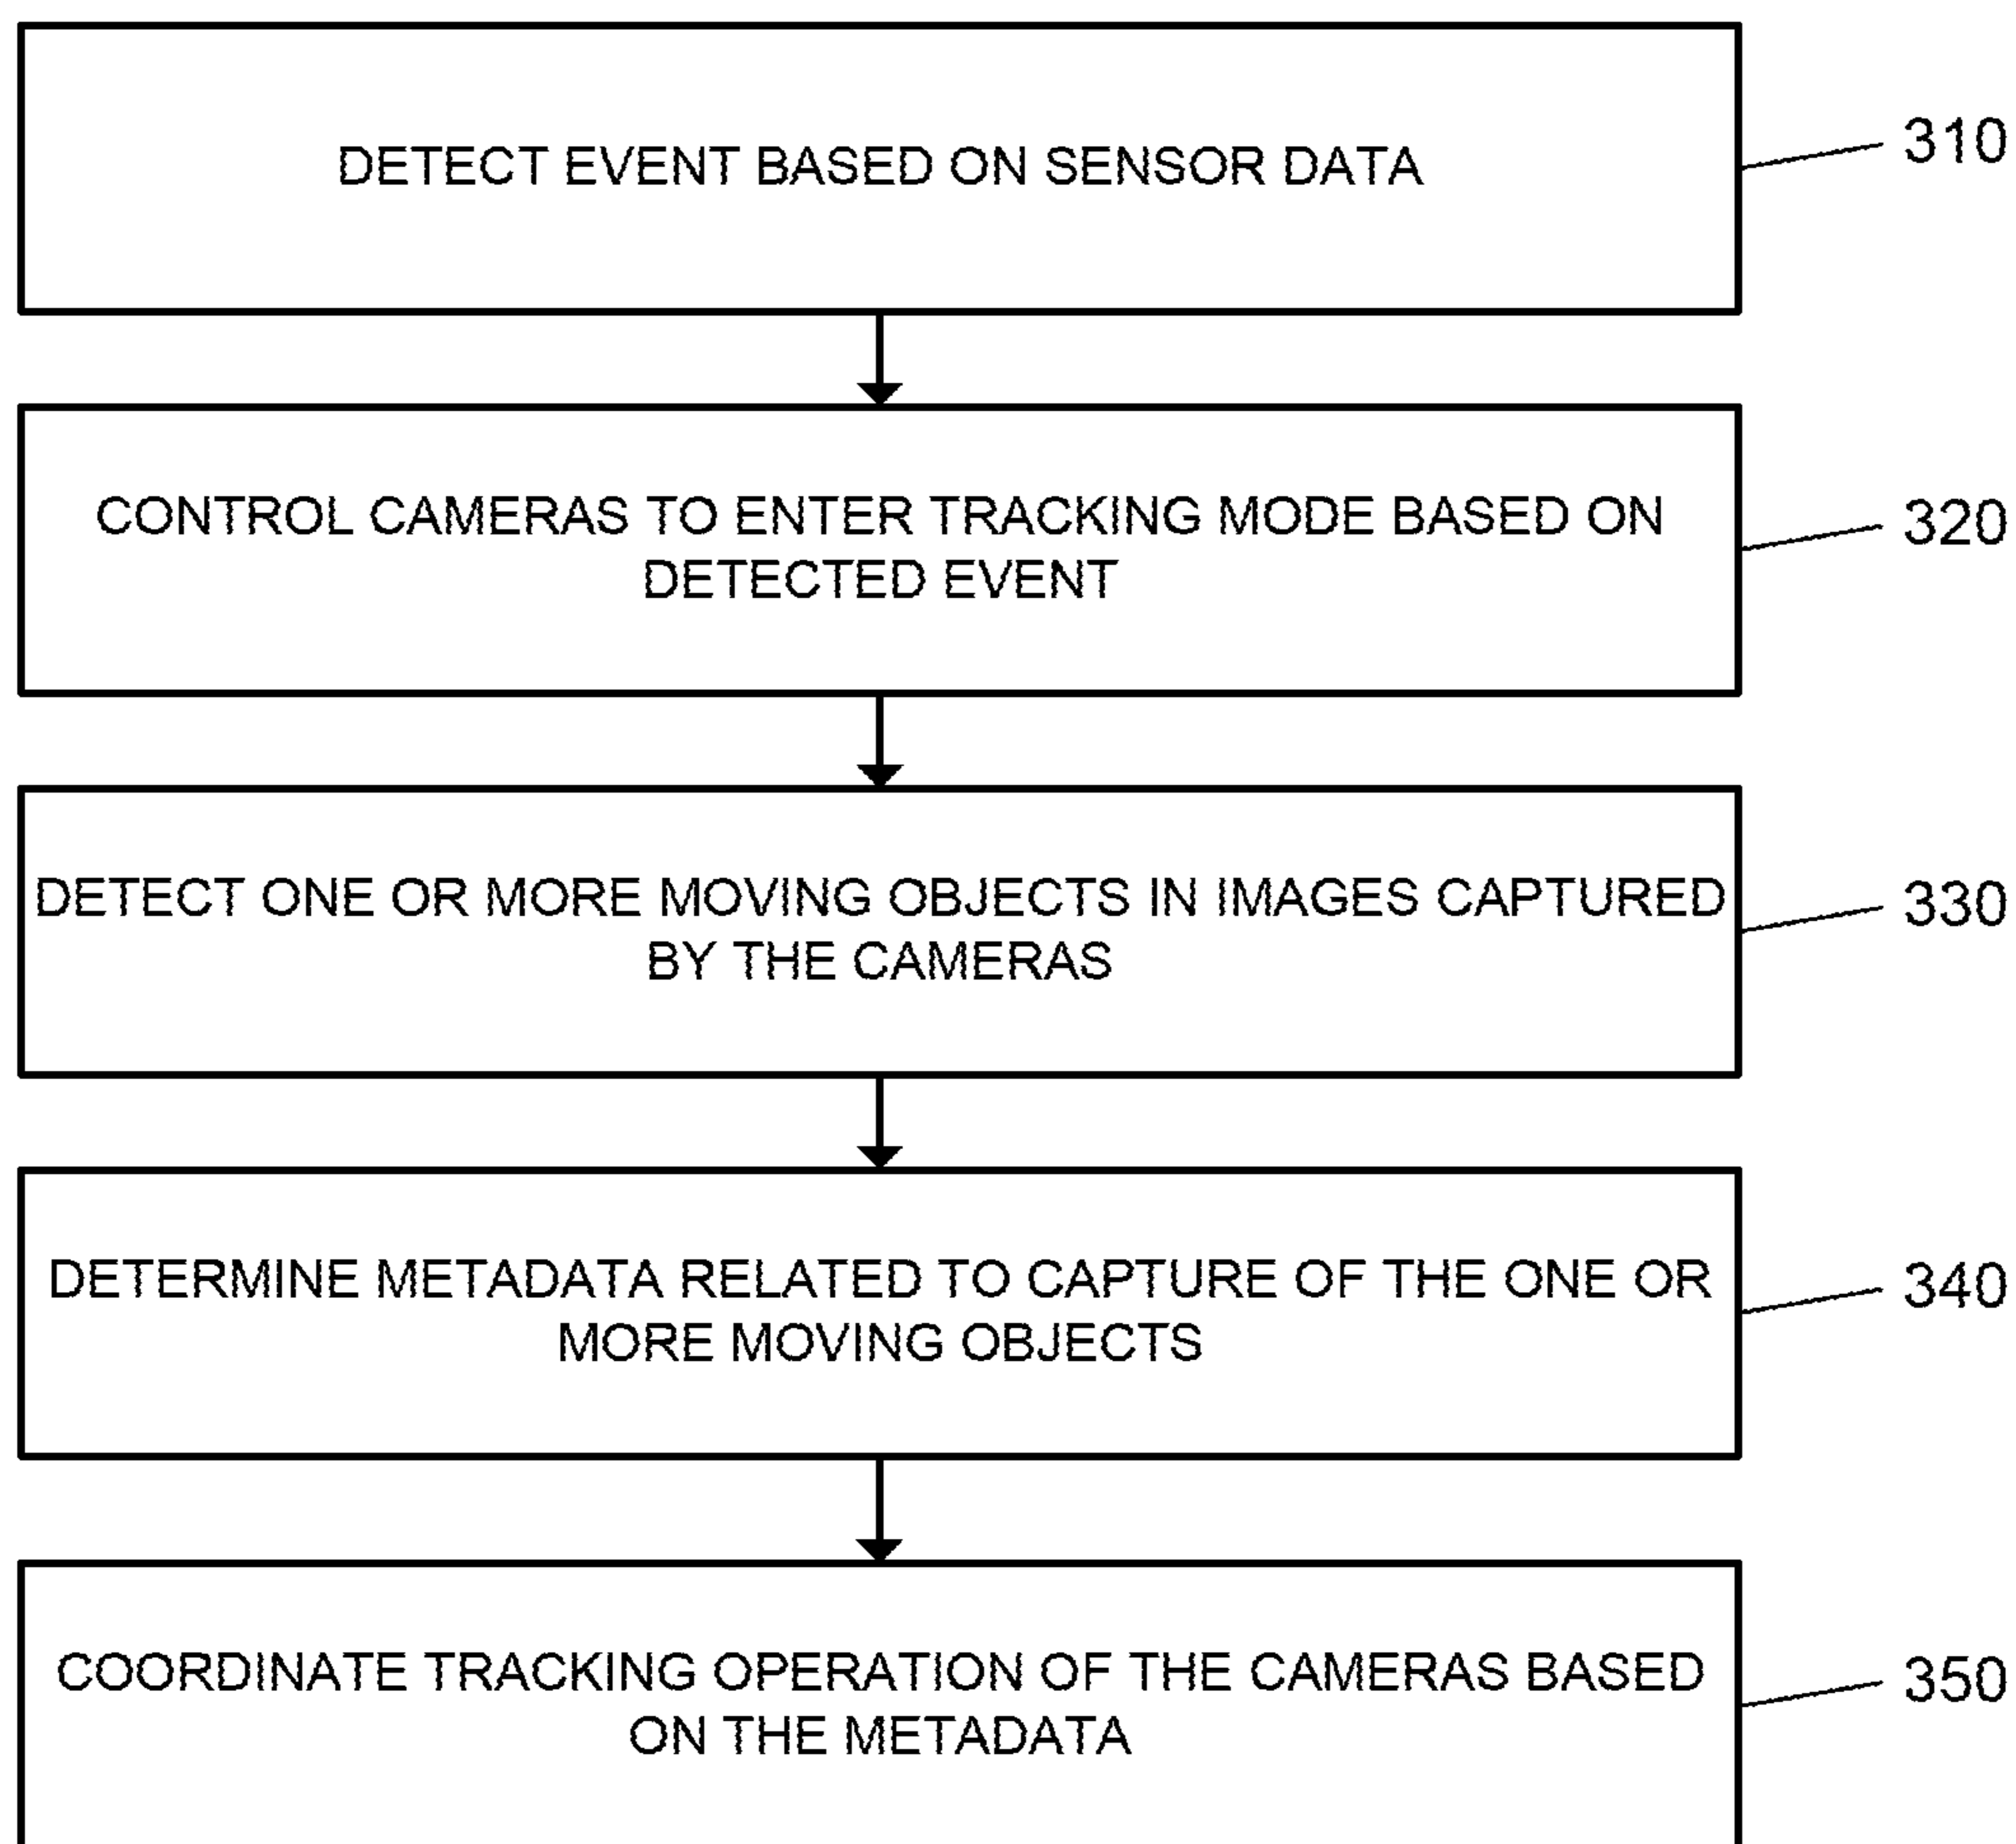 DETECT EVENT BASED ON SENSOR DATA
310
CONTROL CAMERAS TO ENTER TRACKING MODE BASED ON
DETECTED EVENT
320
DETECT ONE OR MORE MOVING OBJECTS IN IMAGES CAPTURED
BY THE CAMERAS
330
DETERMINE METADATA RELATED TO CAPTURE OF THE ONE OR
MORE MOVING OBJECTS
340
COORDINATE TRACKING OPERATION OF THE CAMERAS BASED
ON THE METADATA
350